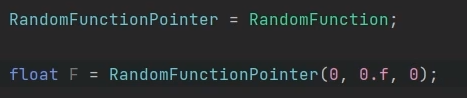 RandomFunctionPointer = RandomFunction;
float F = RandomFunctionPointer(0, 0.f, 0);